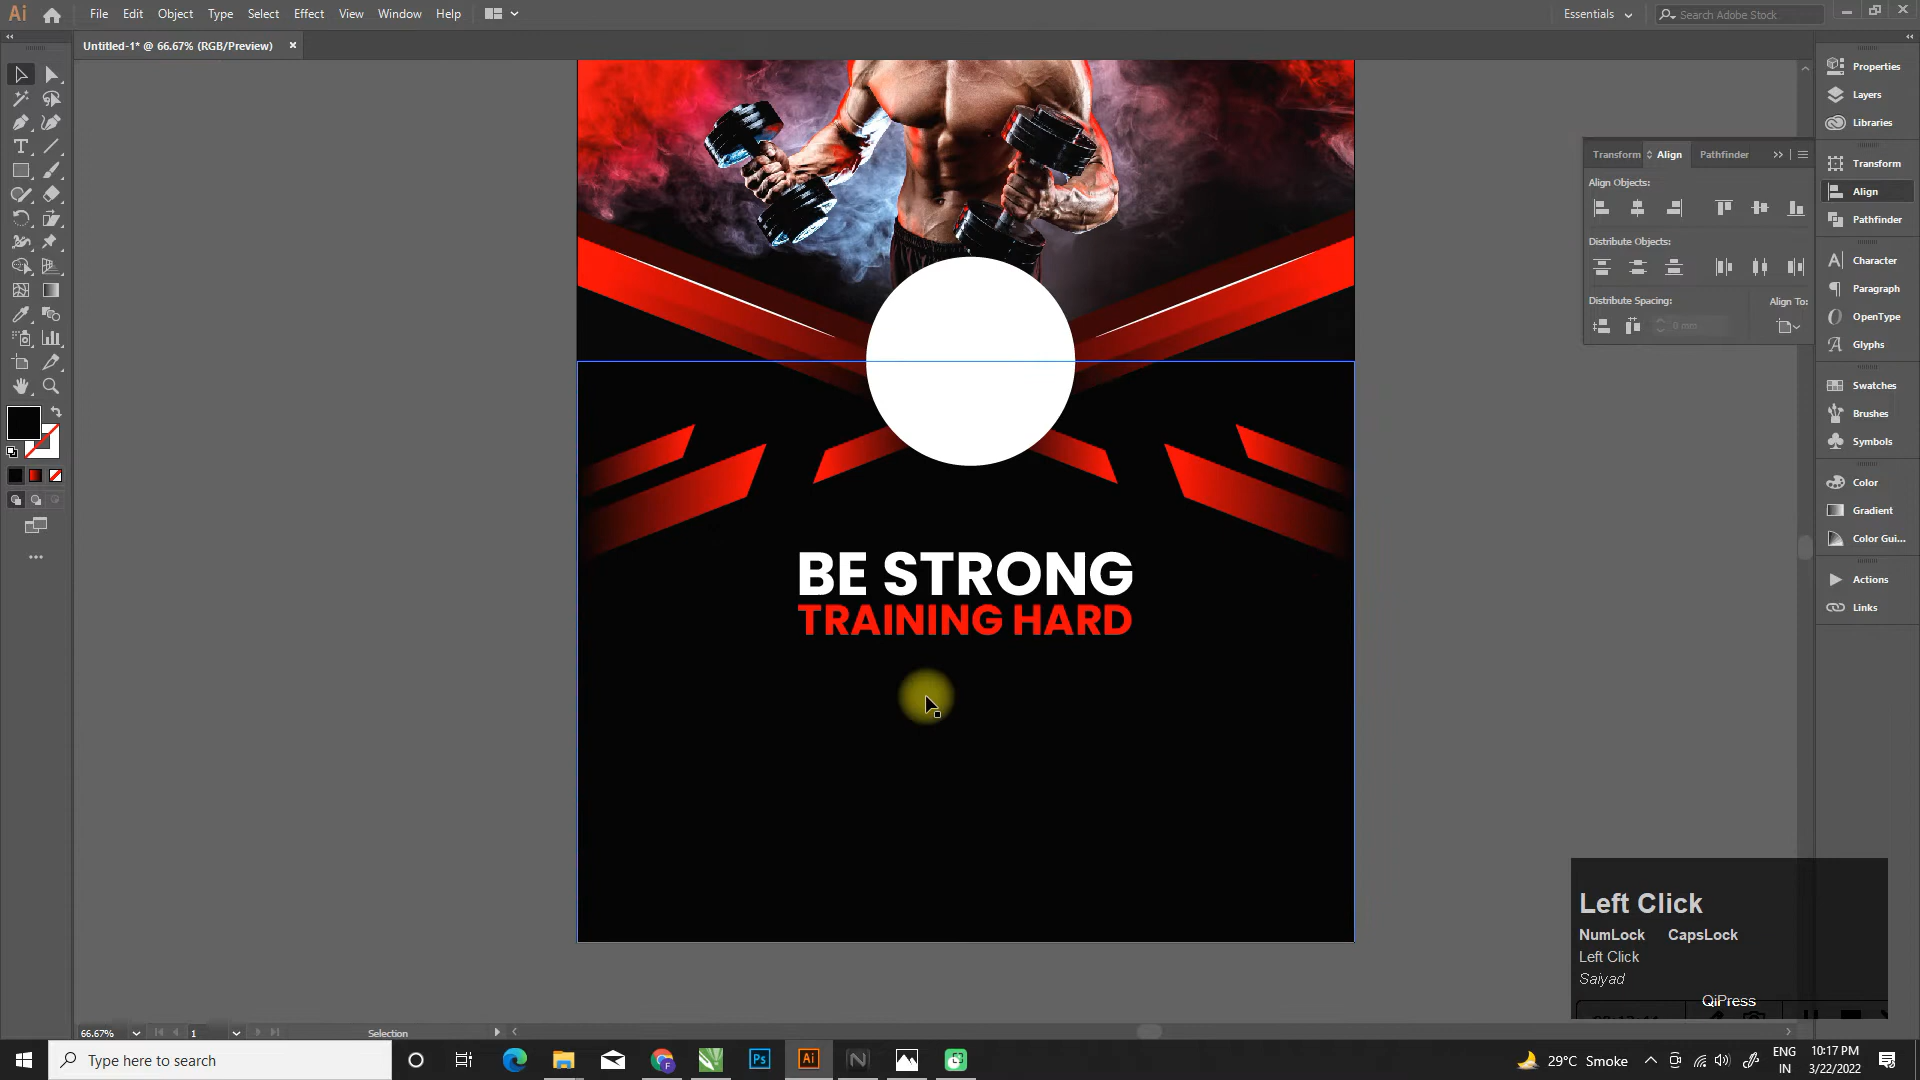 Ai File Edit Object Type Select Effect View Window Help
Essentials Search Adobe Stock
Untitled-1* @ 66.67% (RGB/Preview) ×
Properties
Layers
Libraries
Transform
Align
Pathfinder
Character
Paragraph
OpenType
Glyphs
Swatches
Brushes
Symbols
Color
Gradient
Color Gui...
Actions
Links
Transform Align Pathfinder
Align Objects:
Distribute Objects:
Distribute Spacing: Align To:
0 mm
BE STRONG
TRAINING HARD
Left Click
NumLock CapsLock
Left Click
Saiyad
QiPress
66.67% 1 Selection
Type here to search
Ps Ai N
29°C Smoke
ENG
IN
10:17 PM
3/22/2022